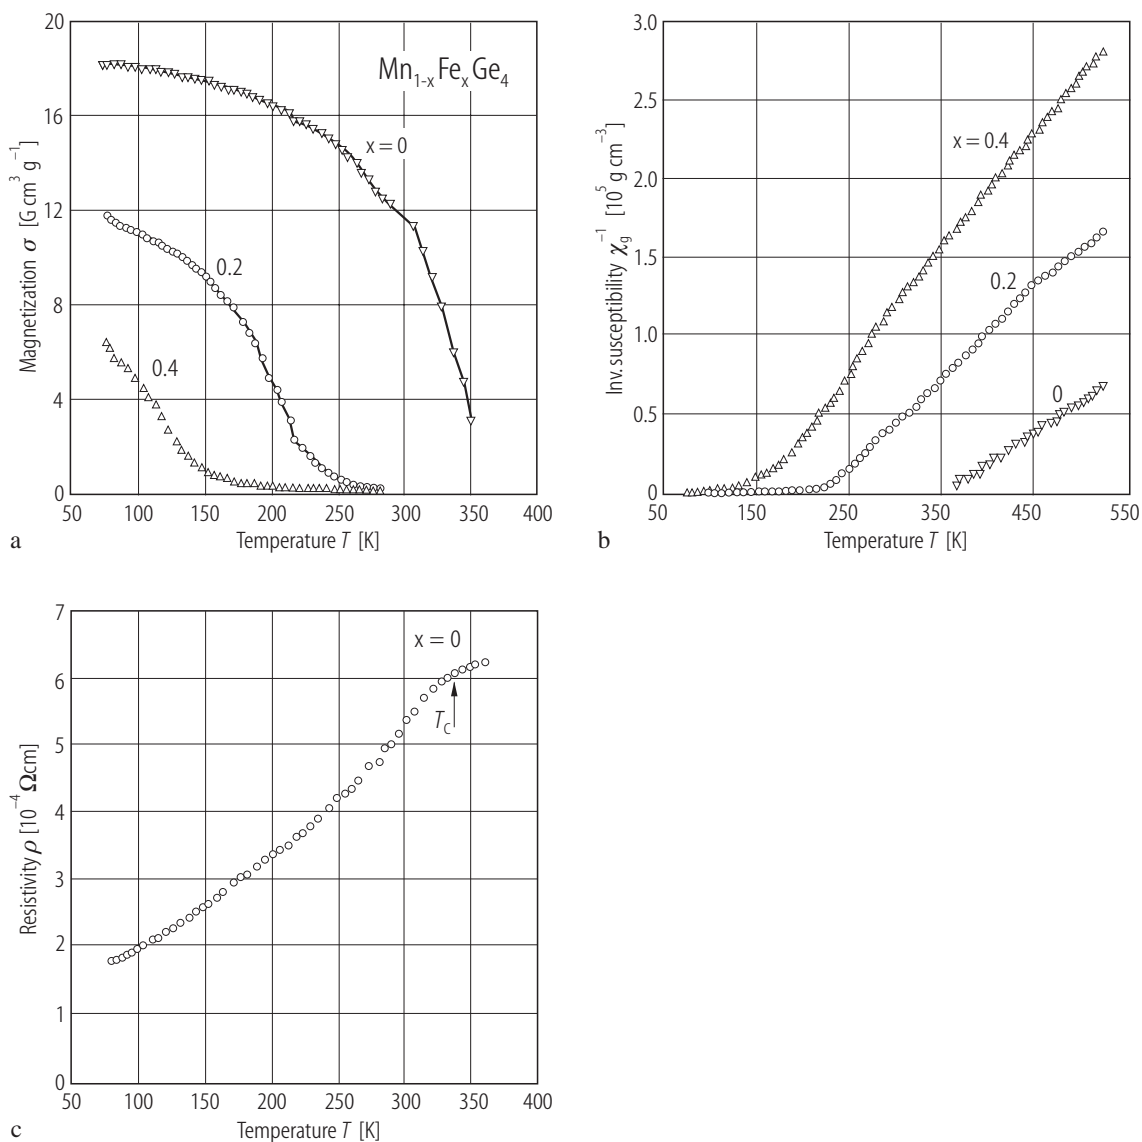 Mn1-xFexGe4
x = 0
0.2
0.4
20
16
12
8
4
0
Magnetization σ [G cm³ g⁻¹]
50 100 150 200 250 300 350 400
Temperature T [K]
a
x = 0.4
0.2
0
3.0
2.5
2.0
1.5
1.0
0.5
0
Inv. susceptibility χg⁻¹ [10⁵ g cm⁻³]
50 150 250 350 450 550
Temperature T [K]
b
x = 0
TC
7
6
5
4
3
2
1
0
Resistivity ρ [10⁻⁴ Ωcm]
50 100 150 200 250 300 350 400
Temperature T [K]
c